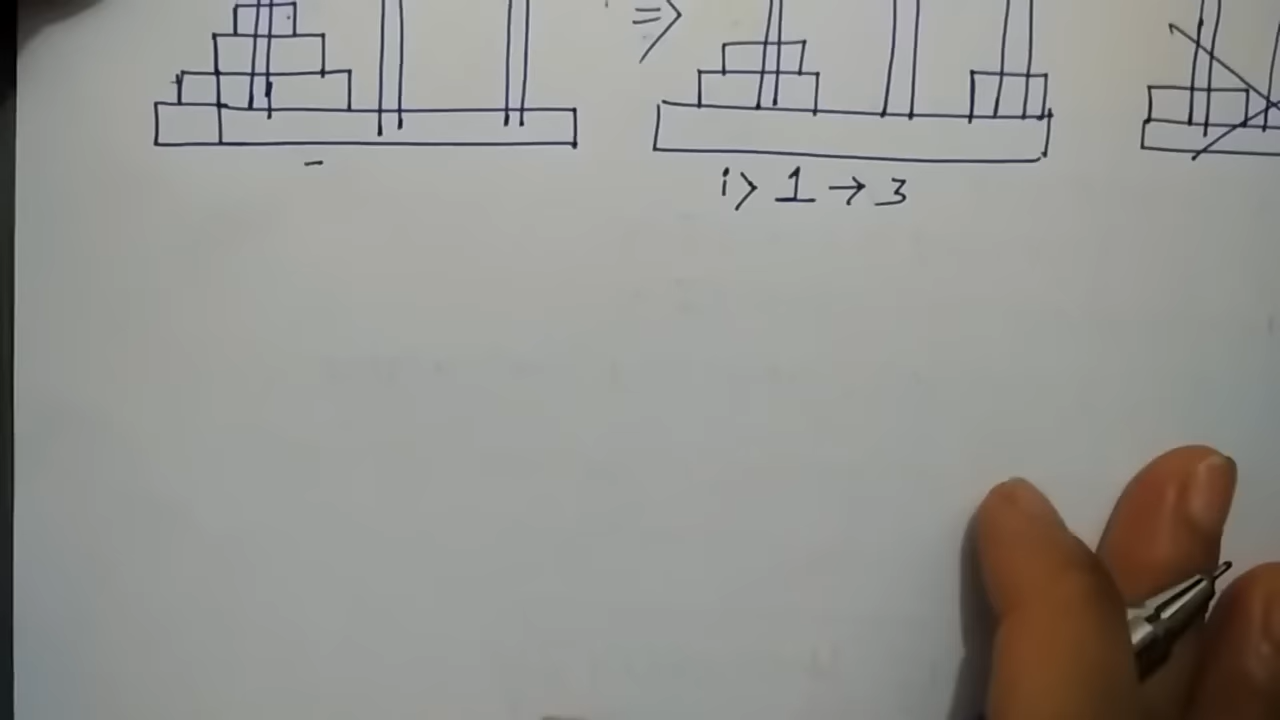 ⇒
i> 1 → 3